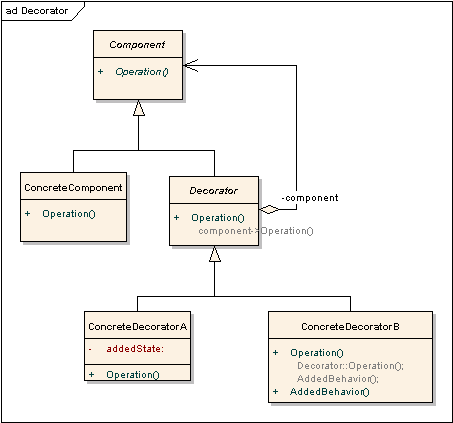 ad Decorator
Component
+ Operation()
ConcreteComponent
+ Operation()
Decorator
+ Operation()
component->Operation()
-component
ConcreteDecoratorA
- addedState:
+ Operation()
ConcreteDecoratorB
+ Operation()
Decorator::Operation();
AddedBehavior();
+ AddedBehavior()